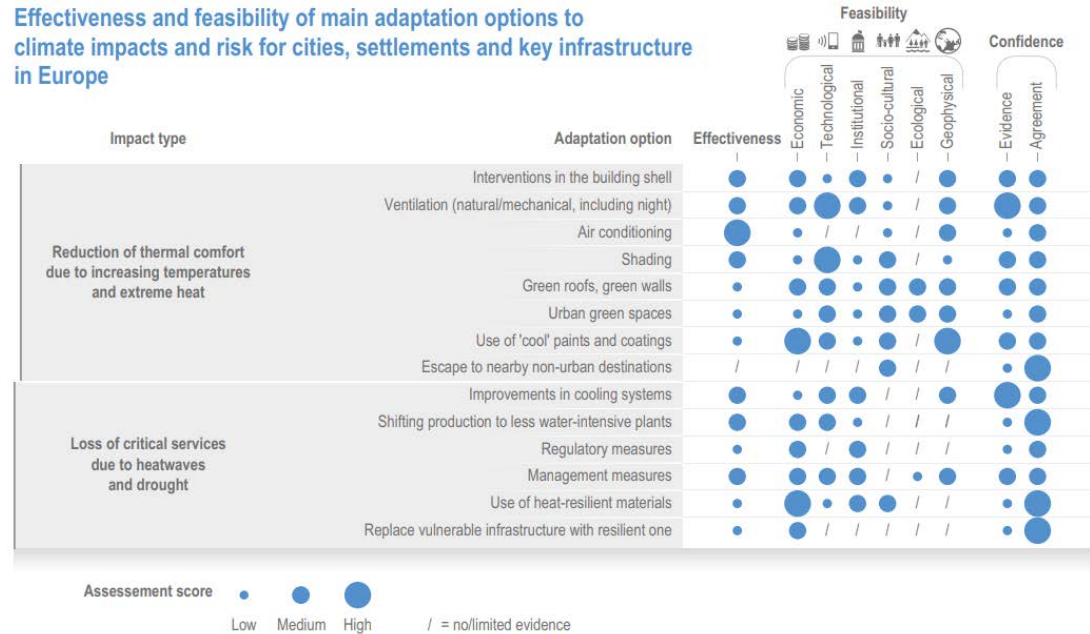 Effectiveness and feasibility of main adaptation options to
climate impacts and risk for cities, settlements and key infrastructure
in Europe
Feasibility
Confidence
Impact type
Adaptation option
Effectiveness
Economic
Technological
Institutional
Socio-cultural
Ecological
Geophysical
Evidence
Agreement
Reduction of thermal comfort
due to increasing temperatures
and extreme heat
Interventions in the building shell /
Ventilation (natural/mechanical, including night) /
Air conditioning / / /
Shading /
Green roofs, green walls
Urban green spaces
Use of 'cool' paints and coatings /
Escape to nearby non-urban destinations / / / / / /
Loss of critical services
due to heatwaves
and drought
Improvements in cooling systems / /
Shifting production to less water-intensive plants / / /
Regulatory measures / / / /
Management measures /
Use of heat-resilient materials / /
Replace vulnerable infrastructure with resilient one / / / / /
Assessement score
Low Medium High / = no/limited evidence